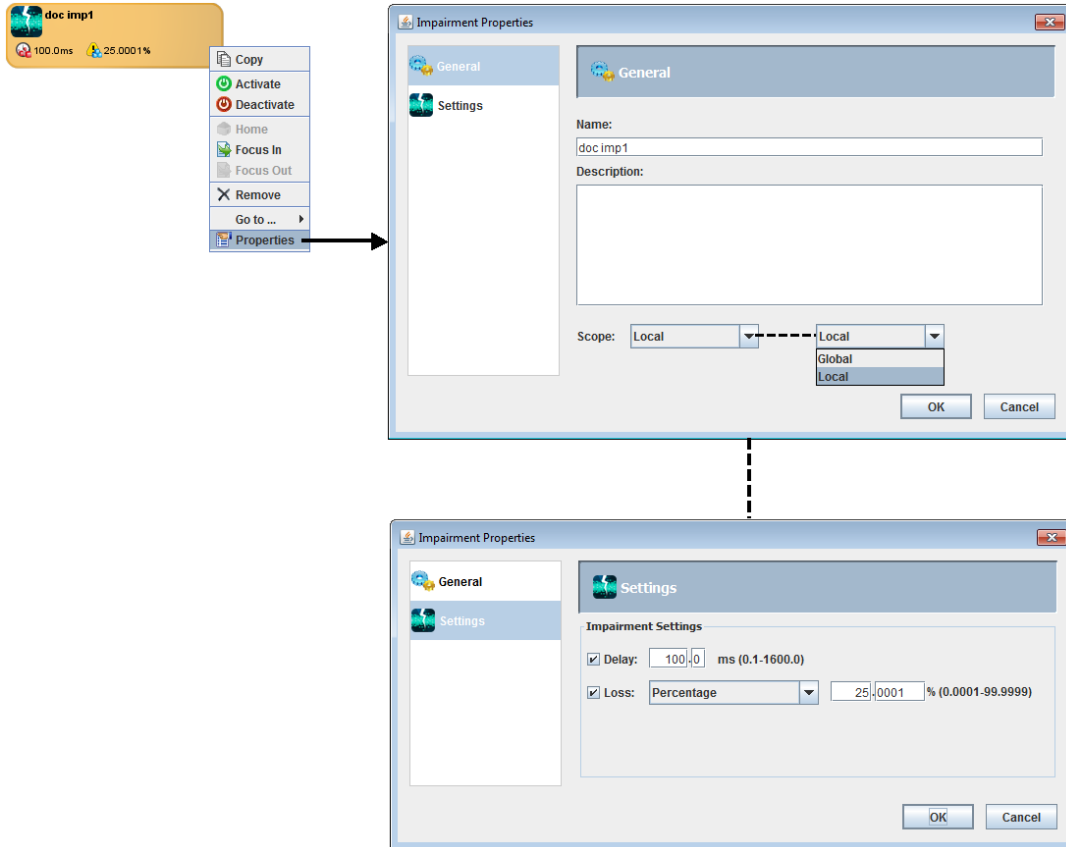 doc imp1
100.0ms 25.0001%
Copy
Activate
Deactivate
Home
Focus In
Focus Out
Remove
Go to ...
Properties
Impairment Properties
General
Settings
General
Name:
doc imp1
Description:
Scope: Local Local
Global
Local
OK Cancel
Impairment Properties
General
Settings
Settings
Impairment Settings
Delay: 100.0 ms (0.1-1600.0)
Loss: Percentage 25.0001 % (0.0001-99.9999)
OK Cancel